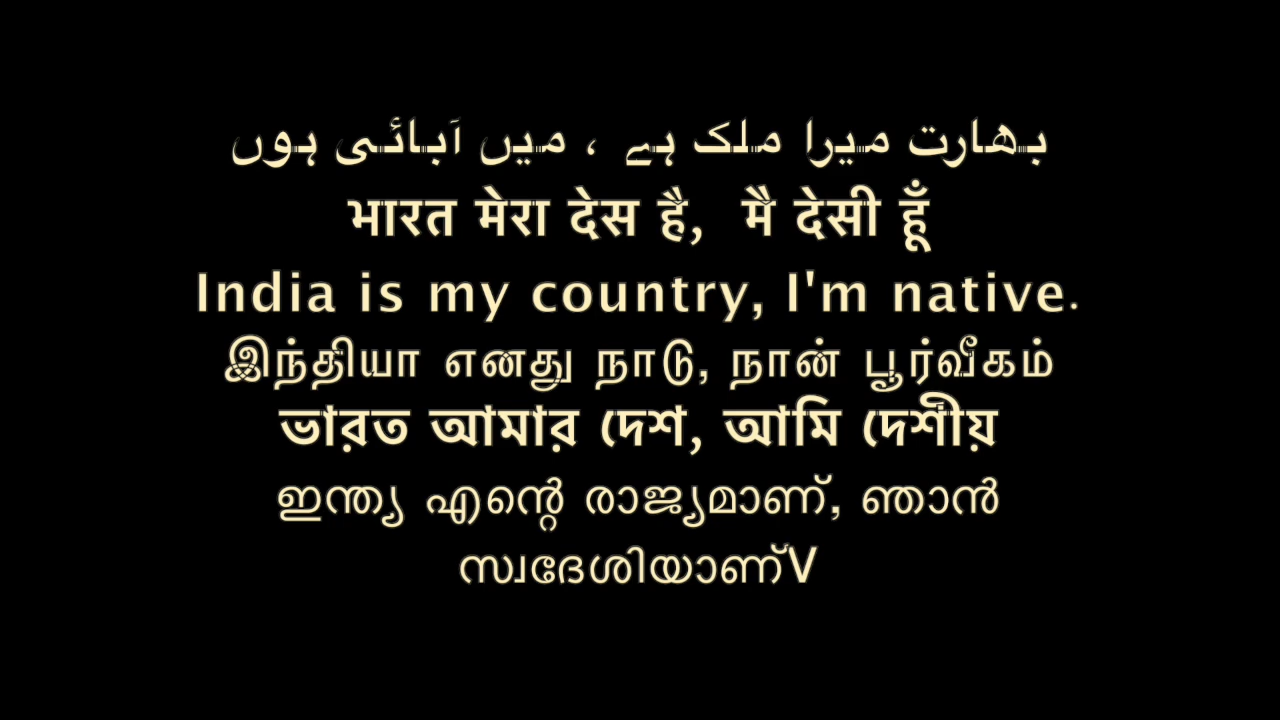 بھارت میرا ملک ہے ، میں آبائی ہوں
भारत मेरा देस है, मै देसी हूँ
India is my country, I'm native.
இந்தியா எனது நாடு, நான் பூர்வீகம்
ভারত আমার দেশ, আমি দেশীয়
ഇന്ത്യ എന്റെ രാജ്യമാണ്, ഞാൻ
സ്വദേശിയാണ്V